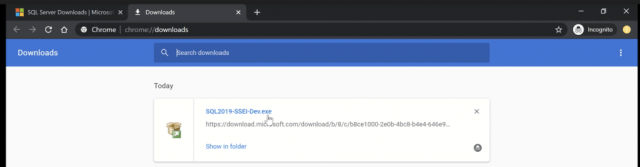 SQL Server Downloads | Microsof
Downloads
Chrome | chrome://downloads
Incognito
Downloads
Search downloads
Today
SQL2019-SSEI-Dev.exe
https://download.microsoft.com/download/b/8/c/b8ce1000-2e0b-4bc8-b4e4-646e9...
Show in folder